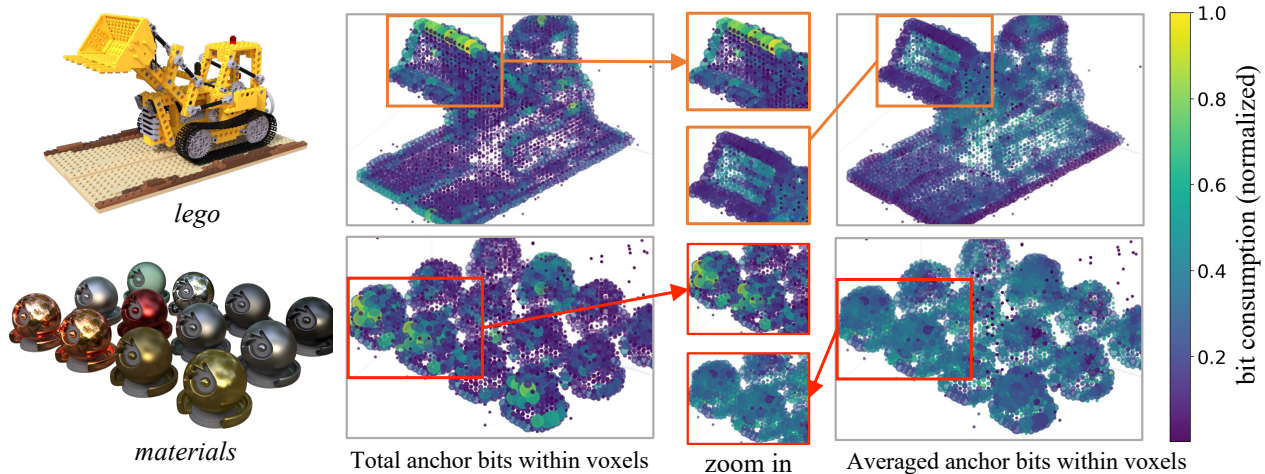 lego
materials
Total anchor bits within voxels
zoom in
Averaged anchor bits within voxels
1.0
0.8
0.6
0.4
0.2
bit consumption (normalized)